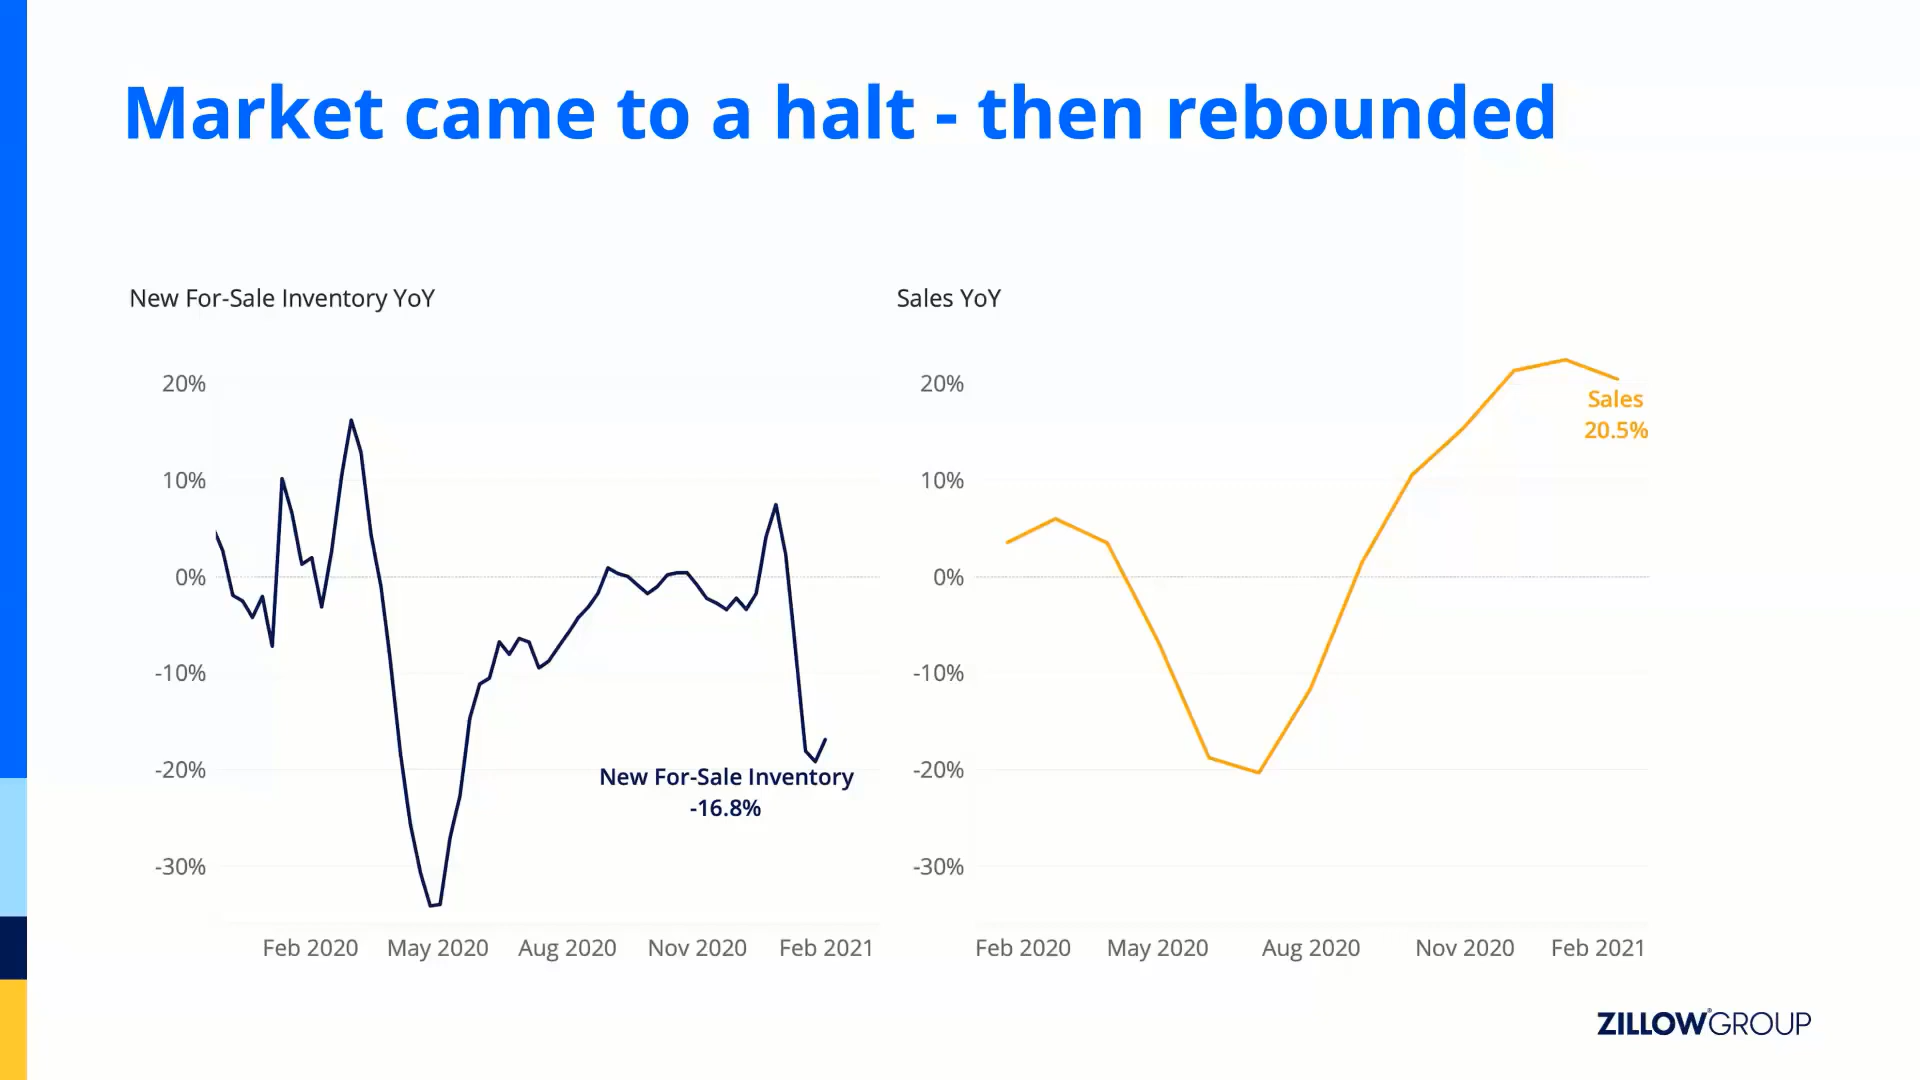 Market came to a halt - then rebounded
New For-Sale Inventory YoY
20%
10%
0%
-10%
-20%
-30%
New For-Sale Inventory
-16.8%
Feb 2020 May 2020 Aug 2020 Nov 2020 Feb 2021
Sales YoY
20%
10%
0%
-10%
-20%
-30%
Sales
20.5%
Feb 2020 May 2020 Aug 2020 Nov 2020 Feb 2021
ZILLOW® GROUP